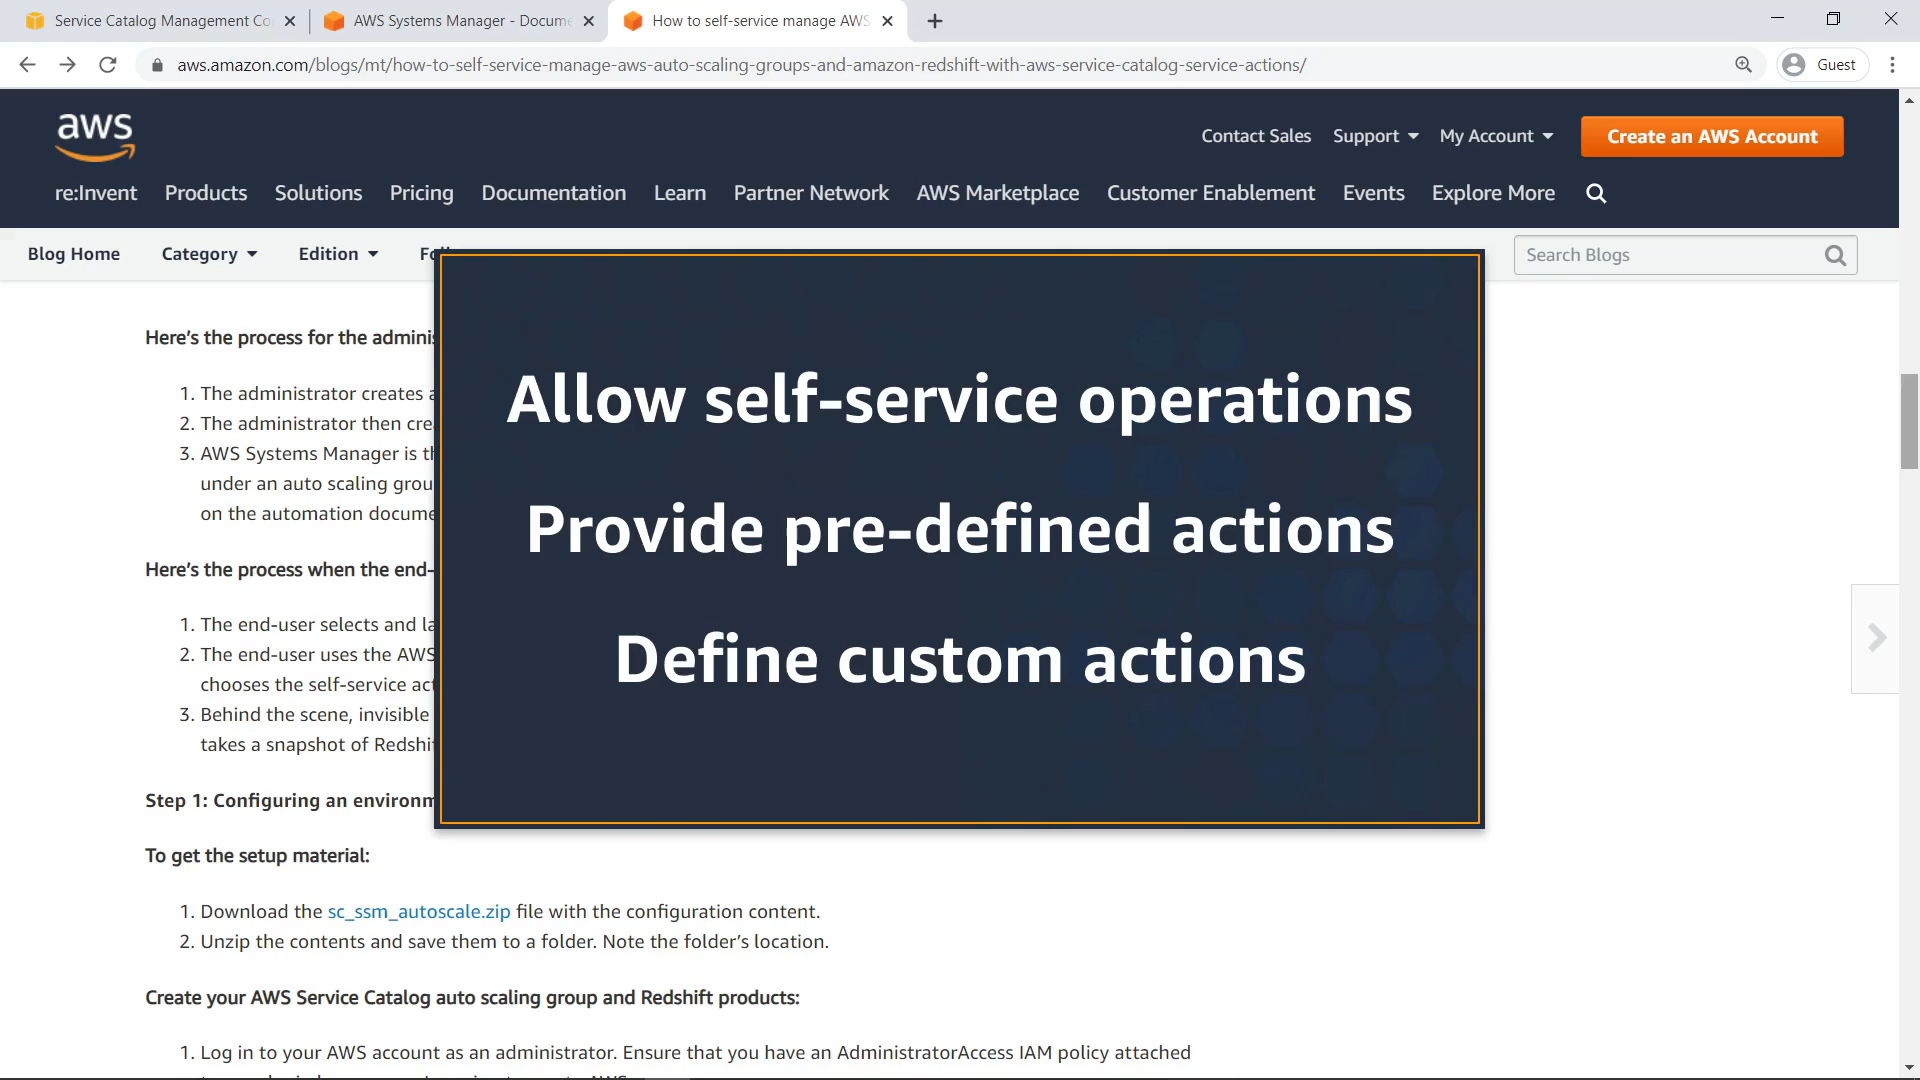 Service Catalog Management Co
AWS Systems Manager - Docume
How to self-service manage AWS
aws.amazon.com/blogs/mt/how-to-self-service-manage-aws-auto-scaling-groups-and-amazon-redshift-with-aws-service-catalog-service-actions/
Guest
aws
Contact Sales Support My Account Create an AWS Account
re:Invent Products Solutions Pricing Documentation Learn Partner Network AWS Marketplace Customer Enablement Events Explore More
Blog Home Category Edition
Search Blogs
Here's the process for the
1. The administrator creates
2. The administrator then
3. AWS Systems Manager is
under an auto scaling
on the automation
Here's the process when the end-
1. The end-user selects and
2. The end-user uses the AWS
chooses the self-service
3. Behind the scene, invisible
takes a snapshot of
Step 1: Configuring an
Allow self-service operations
Provide pre-defined actions
Define custom actions
To get the setup material:
1. Download the sc_ssm_autoscale.zip file with the configuration content.
2. Unzip the contents and save them to a folder. Note the folder's location.
Create your AWS Service Catalog auto scaling group and Redshift products:
1. Log in to your AWS account as an administrator. Ensure that you have an AdministratorAccess IAM policy attached